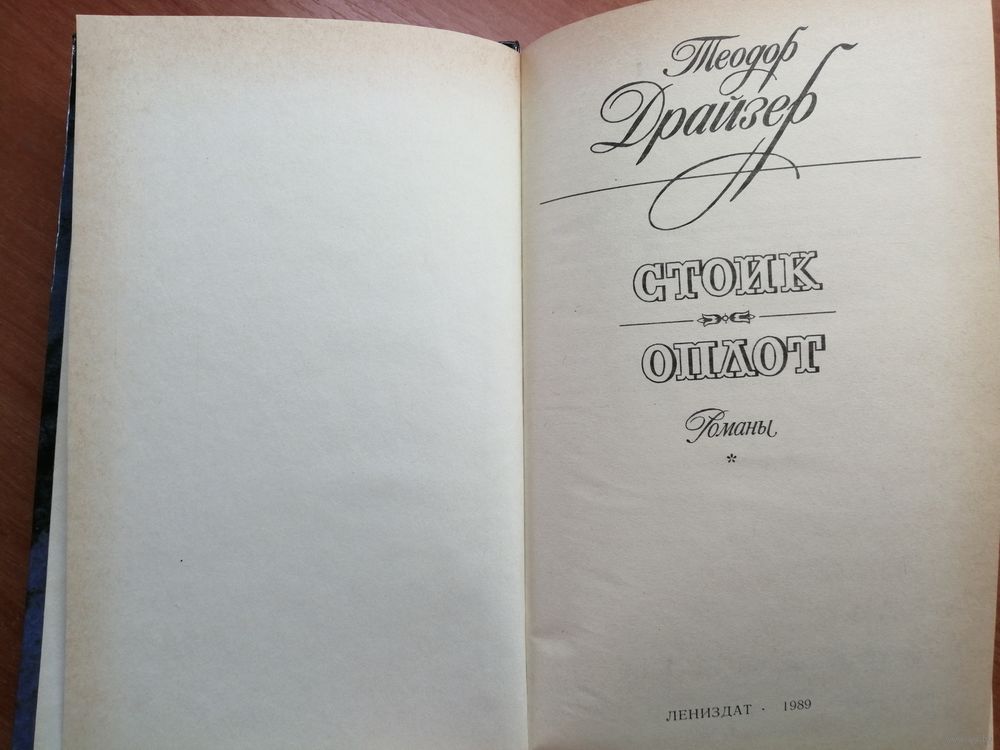 Теодор
Драйзер
СТОИК
ОПЛОТ
Романы
*
ЛЕНИЗДАТ · 1989